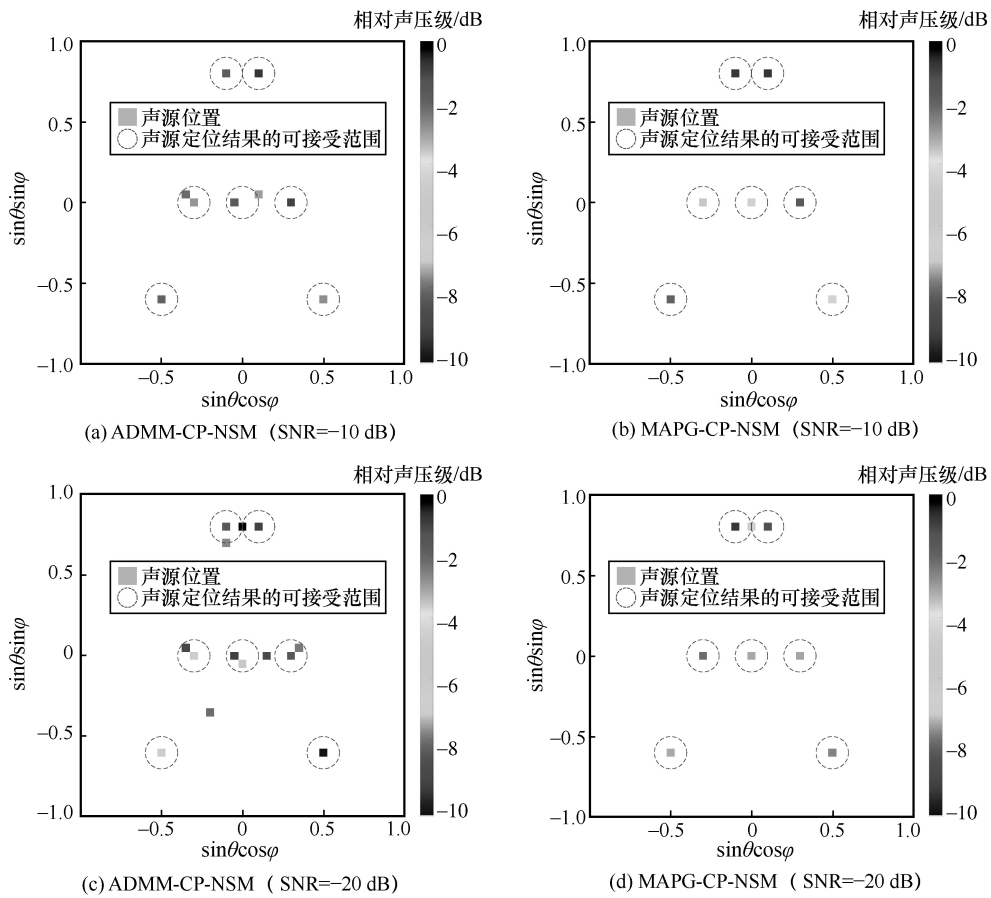 相对声压级/dB
1.0
0.5
0
−0.5
−1.0
sinθsinφ
声源位置
声源定位结果的可接受范围
0
−2
−4
−6
−8
−10
−0.5
0
0.5
1.0
sinθcosφ
(a) ADMM-CP-NSM（SNR=−10 dB）
相对声压级/dB
1.0
0.5
0
−0.5
−1.0
sinθsinφ
声源位置
声源定位结果的可接受范围
0
−2
−4
−6
−8
−10
−0.5
0
0.5
1.0
sinθcosφ
(b) MAPG-CP-NSM（SNR=−10 dB）
相对声压级/dB
1.0
0.5
0
−0.5
−1.0
sinθsinφ
声源位置
声源定位结果的可接受范围
0
−2
−4
−6
−8
−10
−0.5
0
0.5
1.0
sinθcosφ
(c) ADMM-CP-NSM（SNR=−20 dB）
相对声压级/dB
1.0
0.5
0
−0.5
−1.0
sinθsinφ
声源位置
声源定位结果的可接受范围
0
−2
−4
−6
−8
−10
−0.5
0
0.5
1.0
sinθcosφ
(d) MAPG-CP-NSM（SNR=−20 dB）